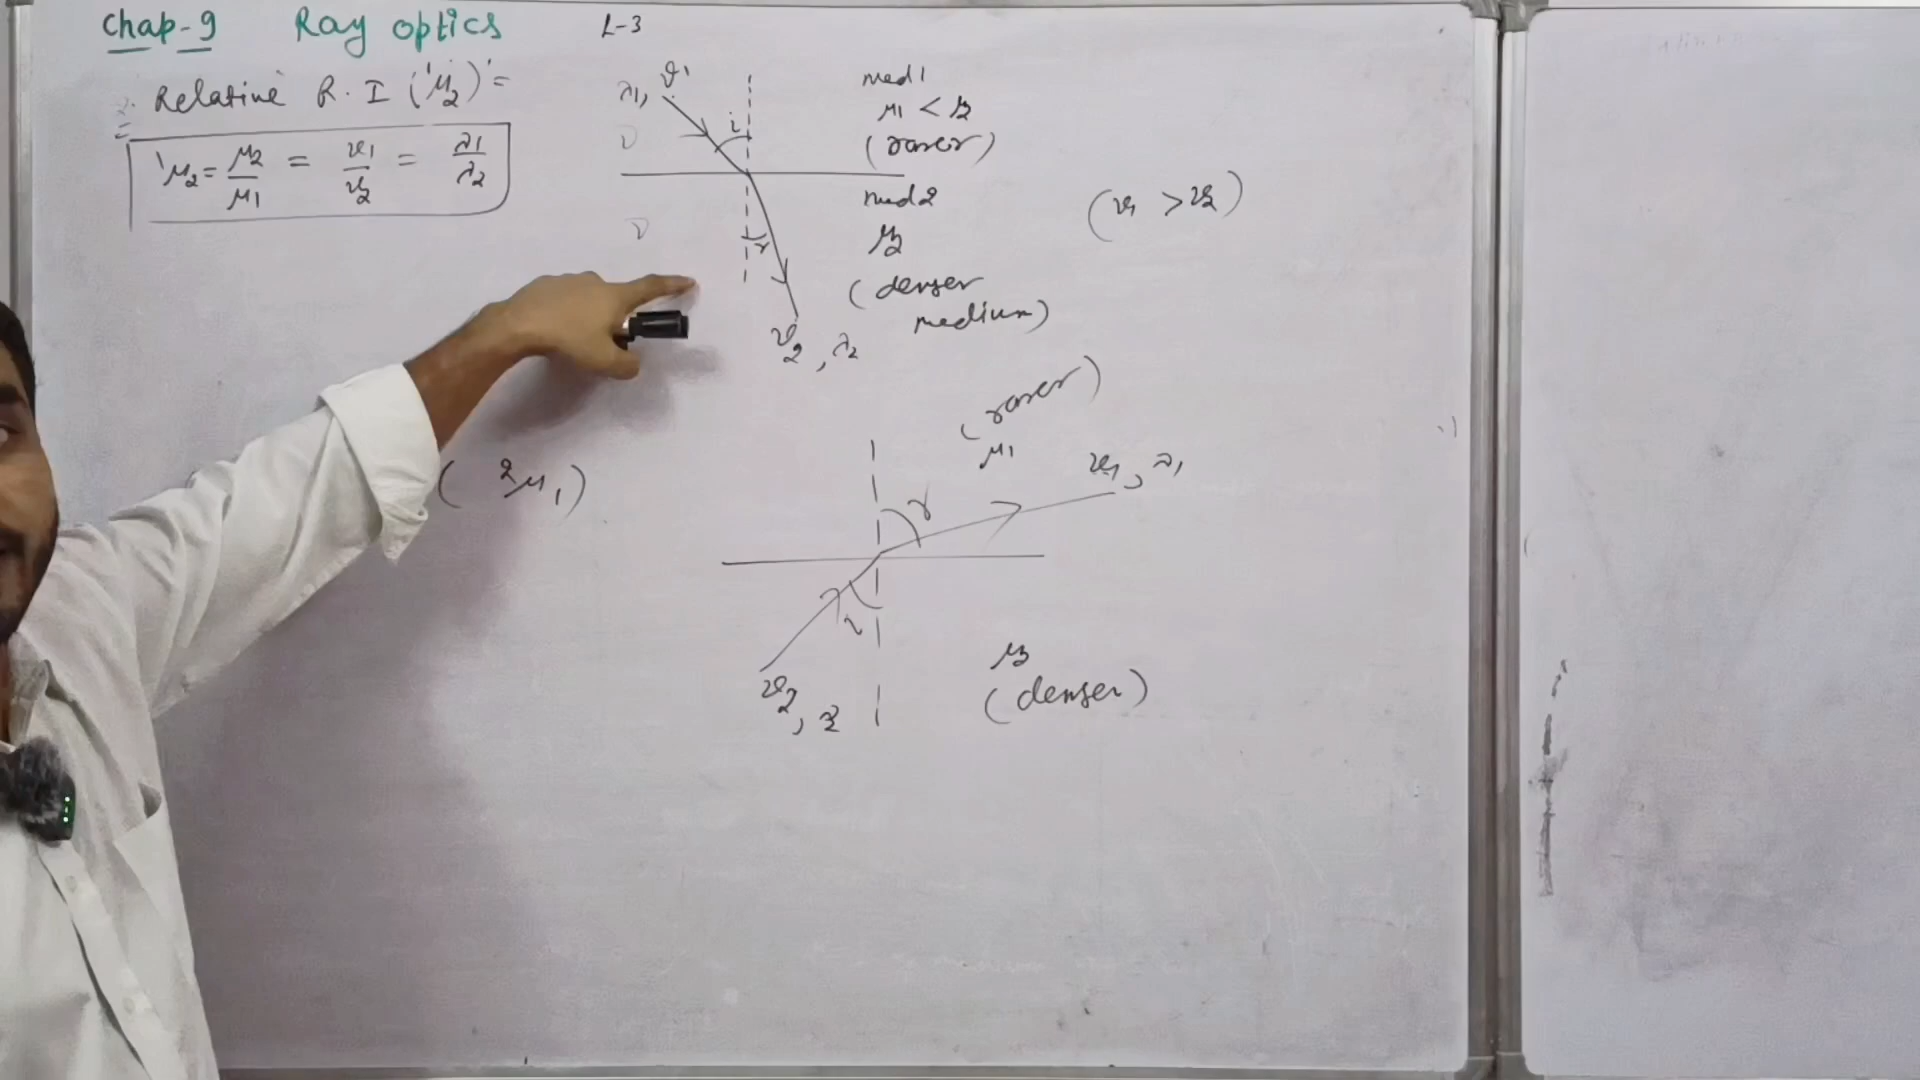 Chap-9 Ray optics L-3
2. Relative R.I (¹μ₂) =
¹μ₂ = μ₂/μ₁ = v₁/v₂ = λ₁/λ₂
λ₁, v₁
i
ν
ν
r
v₂, λ₂
med 1
μ₁ < μ₂
(rarer)
med 2
μ₂
(denser
medium)
(v₁ > v₂)
(²μ₁)
(rarer)
μ₁
v₁, λ₁
r
i
v₂, λ₂
μ₂
(denser)